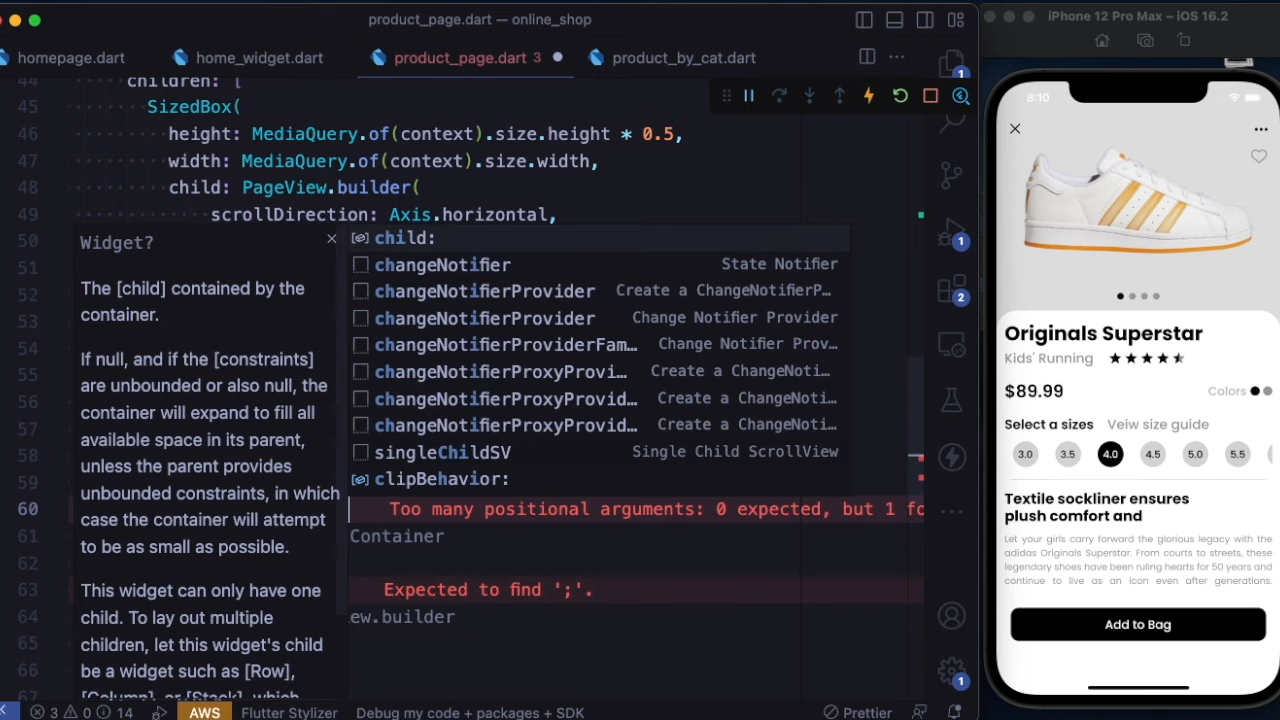 product_page.dart — online_shop
iPhone 12 Pro Max – iOS 16.2
homepage.dart
home_widget.dart
product_page.dart 3
product_by_cat.dart
44 children: [
45 SizedBox(
46 height: MediaQuery.of(context).size.height * 0.5,
47 width: MediaQuery.of(context).size.width,
48 child: PageView.builder(
49 scrollDirection: Axis.horizontal,
50
51
52
53
54
55
56
57
58
59
60 Too many positional arguments: 0 expected, but 1 fo
61 Container
62
63 Expected to find ';'.
64 ew.builder
65
66
67
Widget?
The [child] contained by the
container.
If null, and if the [constraints]
are unbounded or also null, the
container will expand to fill all
available space in its parent,
unless the parent provides
unbounded constraints, in which
case the container will attempt
to be as small as possible.
This widget can only have one
child. To lay out multiple
children, let this widget's child
be a widget such as [Row],
[Column], or [Stack], which
child:
changeNotifier State Notifier
changeNotifierProvider Create a ChangeNotifierP…
changeNotifierProvider Change Notifier Provider
changeNotifierProviderFam… Change Notifier Prov…
changeNotifierProxyProvi… Create a ChangeNoti…
changeNotifierProxyProvid… Create a ChangeNoti…
changeNotifierProxyProvid… Create a ChangeNoti…
singleChildSV Single Child ScrollView
clipBehavior:
1
1
2
1
3 0 14
AWS
Flutter Stylizer
Debug my code + packages + SDK
Prettier
8:10
Originals Superstar
Kids' Running
$89.99
Colors
Select a sizes Veiw size guide
3.0 3.5 4.0 4.5 5.0 5.5
Textile sockliner ensures
plush comfort and
Let your girls carry forward the glorious legacy with the
adidas Originals Superstar. From courts to streets, these
legendary shoes have been ruling hearts for 50 years and
continue to live as an icon even after generations.
Add to Bag